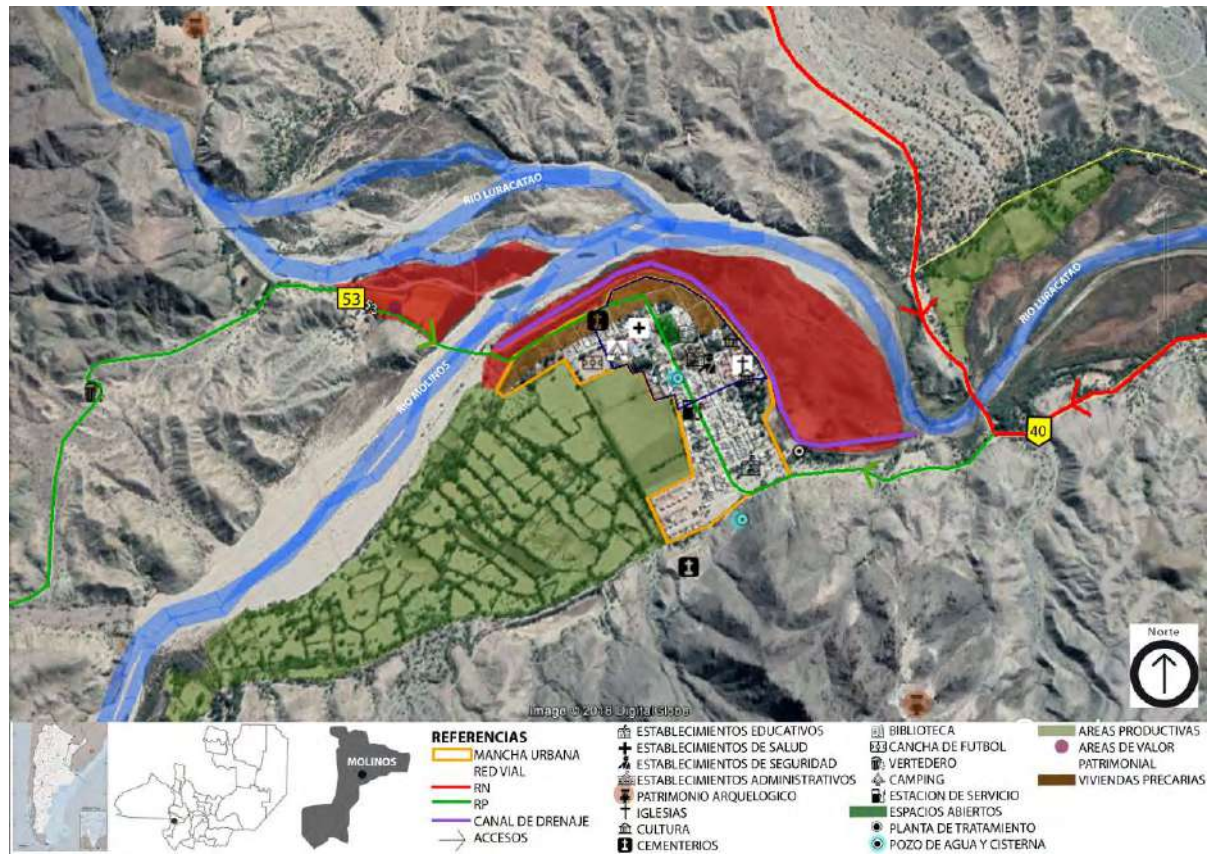 RIO LURACATAO
53
53
RIO LURACATAO
RIO MOLINOS
40
Norte
Image © 2018 DigitalGlobe
MOLINOS
REFERENCIAS
MANCHA URBANA
RED VIAL
RN
RP
CANAL DE DRENAJE
ACCESOS
ESTABLECIMIENTOS EDUCATIVOS
ESTABLECIMIENTOS DE SALUD
ESTABLECIMIENTOS DE SEGURIDAD
ESTABLECIMIENTOS ADMINISTRATIVOS
PATRIMONIO ARQUELOGICO
IGLESIAS
CULTURA
CEMENTERIOS
BIBLIOTECA
CANCHA DE FUTBOL
VERTEDERO
CAMPING
ESTACION DE SERVICIO
ESPACIOS ABIERTOS
PLANTA DE TRATAMIENTO
POZO DE AGUA Y CISTERNA
AREAS PRODUCTIVAS
AREAS DE VALOR
PATRIMONIAL
VIVIENDAS PRECARIAS